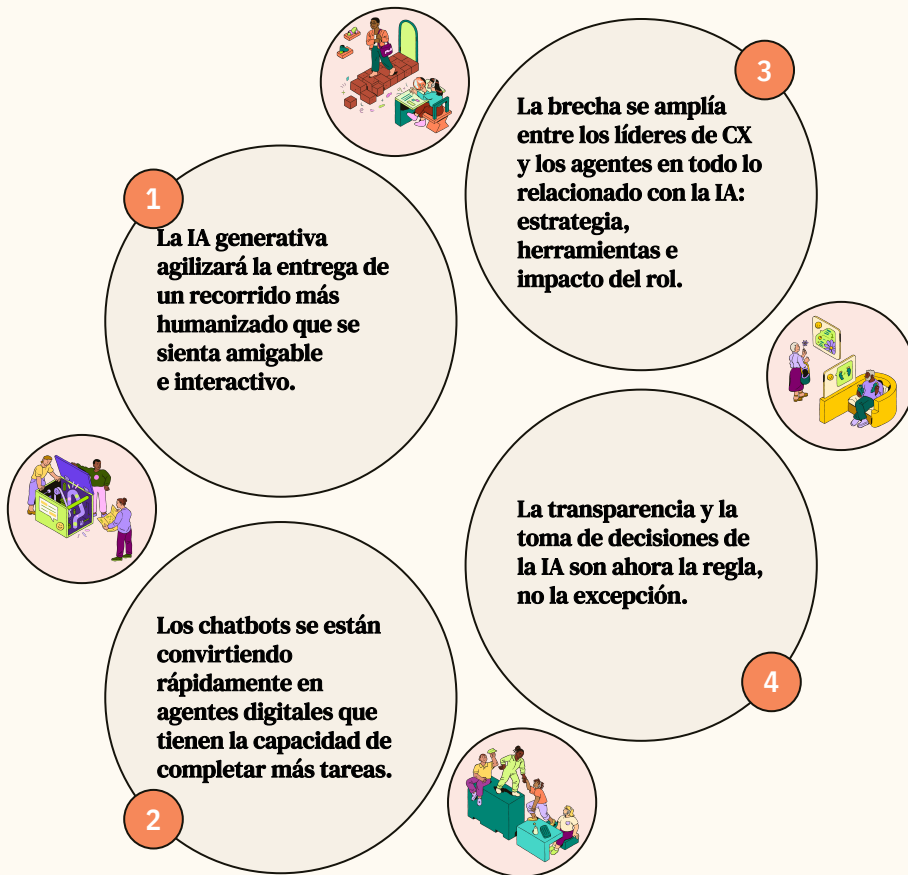 1
La IA generativa
agilizará la entrega de
un recorrido más
humanizado que se
sienta amigable
e interactivo.
2
Los chatbots se están
convirtiendo
rápidamente en
agentes digitales que
tienen la capacidad de
completar más tareas.
3
La brecha se amplía
entre los líderes de CX
y los agentes en todo lo
relacionado con la IA:
estrategia,
herramientas e
impacto del rol.
4
La transparencia y la
toma de decisiones de
la IA son ahora la regla,
no la excepción.